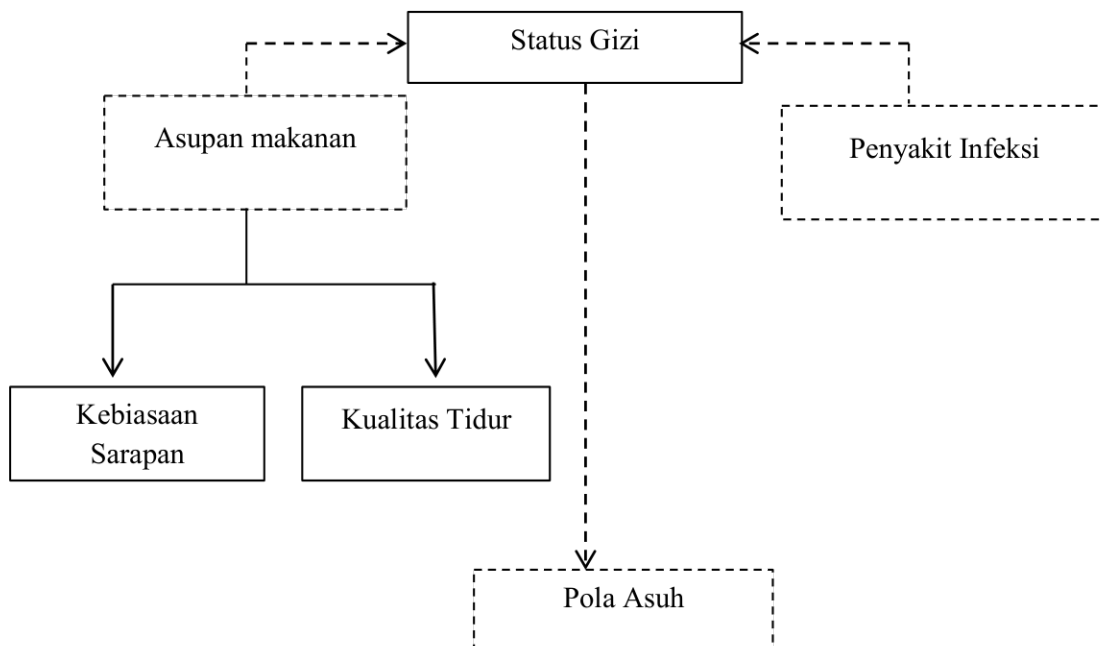 Status Gizi
Asupan makanan
Penyakit Infeksi
Kebiasaan
Sarapan
Kualitas Tidur
Pola Asuh